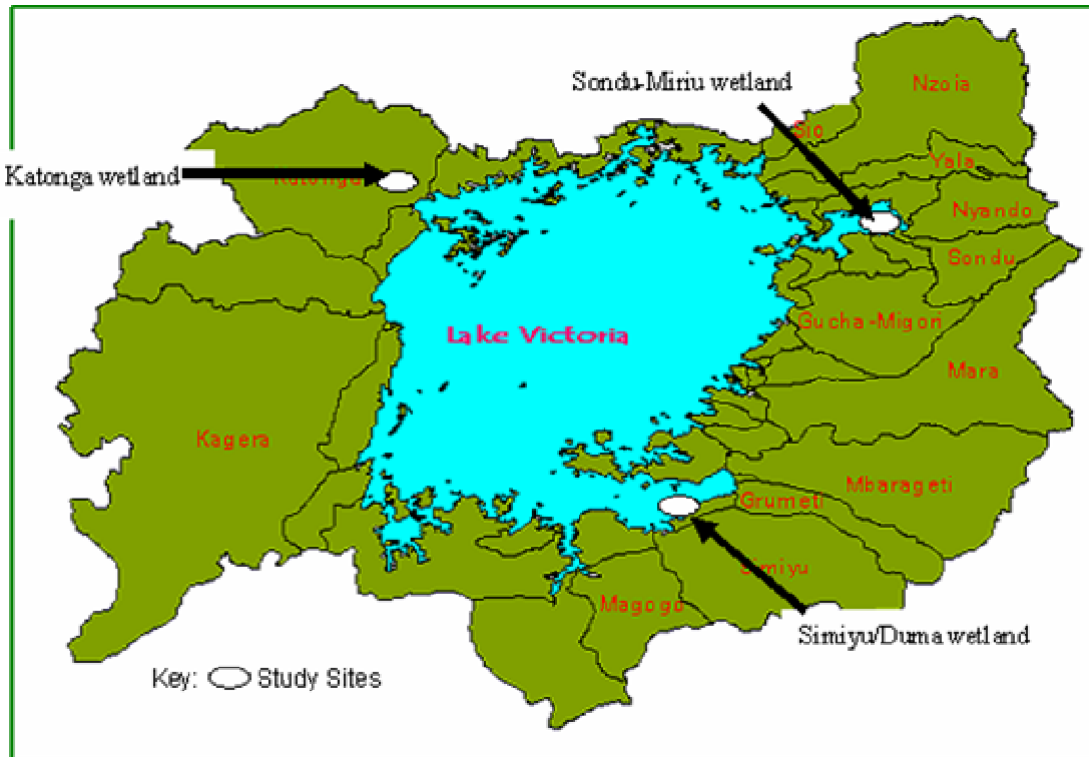 Nzoia
Sondu-Miriu wetland
Sio
Yala
Katonga wetland
Katonga
Nyando
Sondu
Gucha-Migori
Lake Victoria
Mara
Kagera
Mbarageti
Grumeti
Simiyu
Magogo
Simiyu/Duma wetland
Key: Study Sites